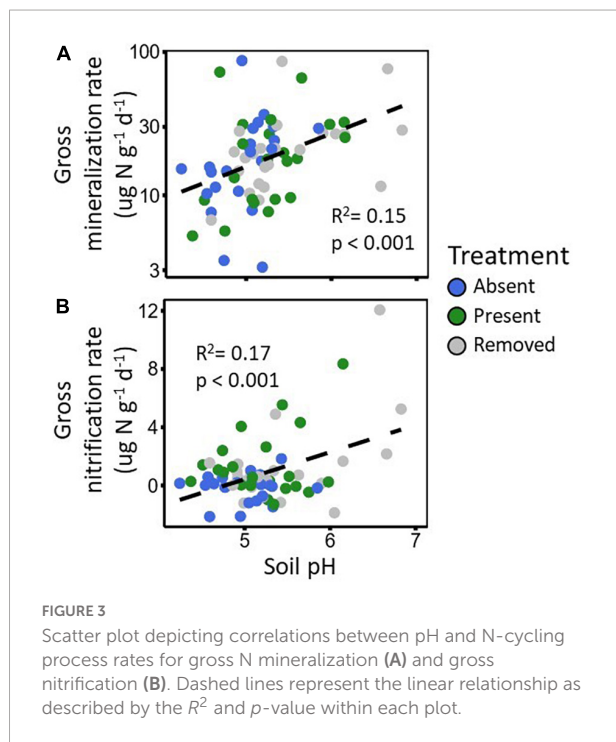 A
Gross
mineralization rate
(ug N g⁻¹ d⁻¹)
100
30
10
3
R²= 0.15
p < 0.001
B
Gross
nitrification rate
(ug N g⁻¹ d⁻¹)
12
8
4
0
R²= 0.17
p < 0.001
5 6 7
Soil pH
Treatment
Absent
Present
Removed
FIGURE 3
Scatter plot depicting correlations between pH and N-cycling
process rates for gross N mineralization (A) and gross
nitrification (B). Dashed lines represent the linear relationship as
described by the R² and p-value within each plot.